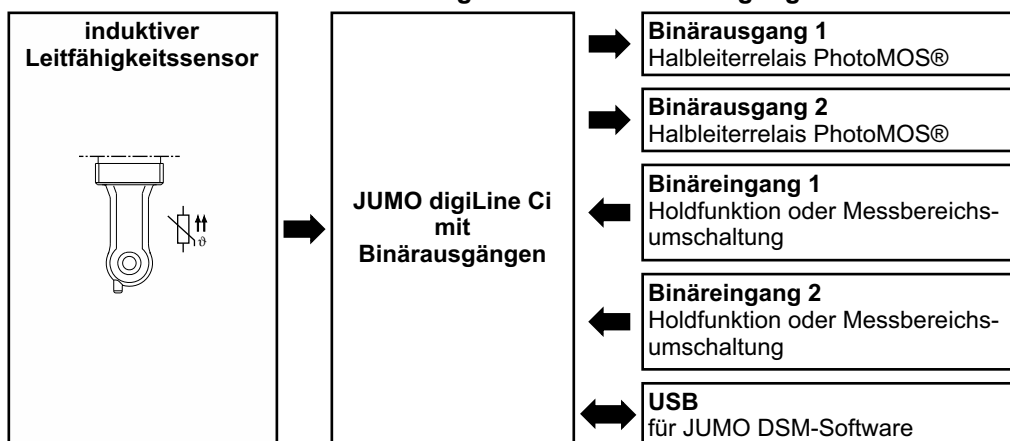 induktiver
Leitfähigkeitssensor
ϑ
JUMO digiLine Ci
mit
Binärausgängen
Binärausgang 1
Halbleiterrelais PhotoMOS®
Binärausgang 2
Halbleiterrelais PhotoMOS®
Binäreingang 1
Holdfunktion oder Messbereichs-
umschaltung
Binäreingang 2
Holdfunktion oder Messbereichs-
umschaltung
USB
für JUMO DSM-Software